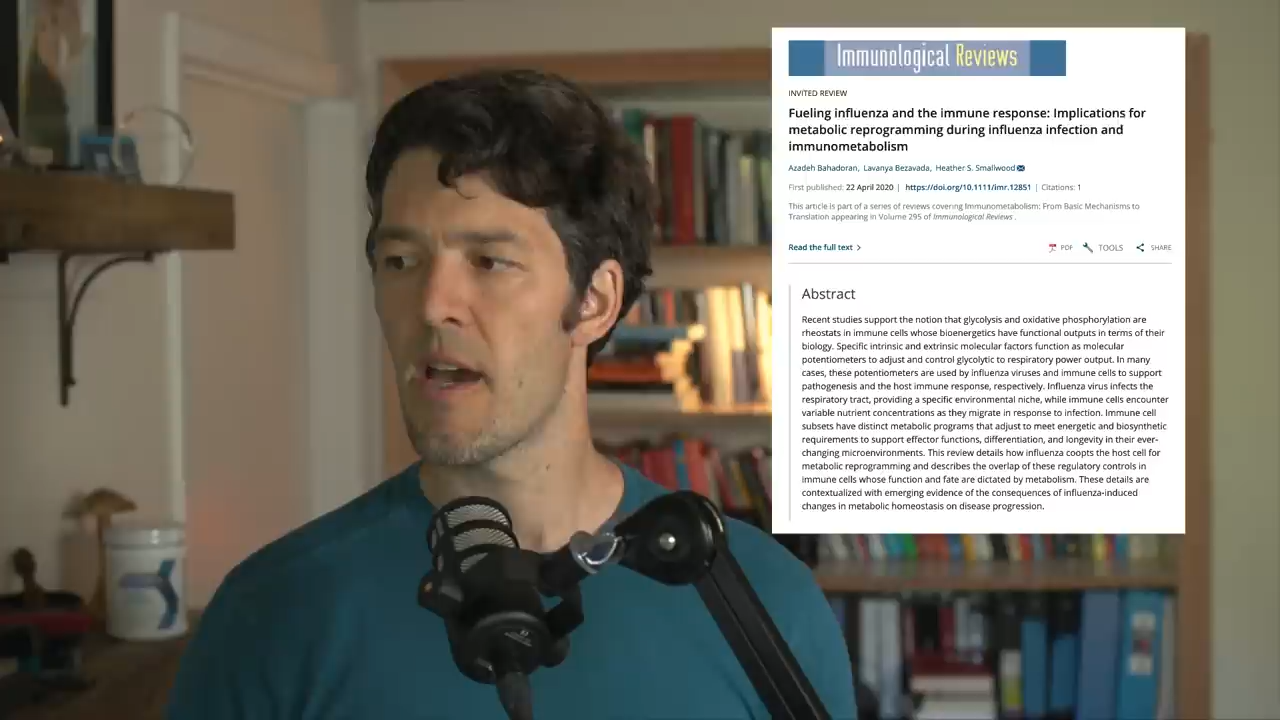 Immunological Reviews
INVITED REVIEW
Fueling influenza and the immune response: Implications for
metabolic reprogramming during influenza infection and
immunometabolism
Azadeh Bahadoran, Lavanya Bezavada, Heather S. Smallwood
First published: 22 April 2020 | https://doi.org/10.1111/imr.12851 | Citations: 1
This article is part of a series of reviews covering Immunometabolism: From Basic Mechanisms to
Translation appearing in Volume 295 of Immunological Reviews .
Read the full text > PDF TOOLS SHARE
Abstract
Recent studies support the notion that glycolysis and oxidative phosphorylation are
rheostats in immune cells whose bioenergetics have functional outputs in terms of their
biology. Specific intrinsic and extrinsic molecular factors function as molecular
potentiometers to adjust and control glycolytic to respiratory power output. In many
cases, these potentiometers are used by influenza viruses and immune cells to support
pathogenesis and the host immune response, respectively. Influenza virus infects the
respiratory tract, providing a specific environmental niche, while immune cells encounter
variable nutrient concentrations as they migrate in response to infection. Immune cell
subsets have distinct metabolic programs that adjust to meet energetic and biosynthetic
requirements to support effector functions, differentiation, and longevity in their ever-
changing microenvironments. This review details how influenza coopts the host cell for
metabolic reprogramming and describes the overlap of these regulatory controls in
immune cells whose function and fate are dictated by metabolism. These details are
contextualized with emerging evidence of the consequences of influenza-induced
changes in metabolic homeostasis on disease progression.